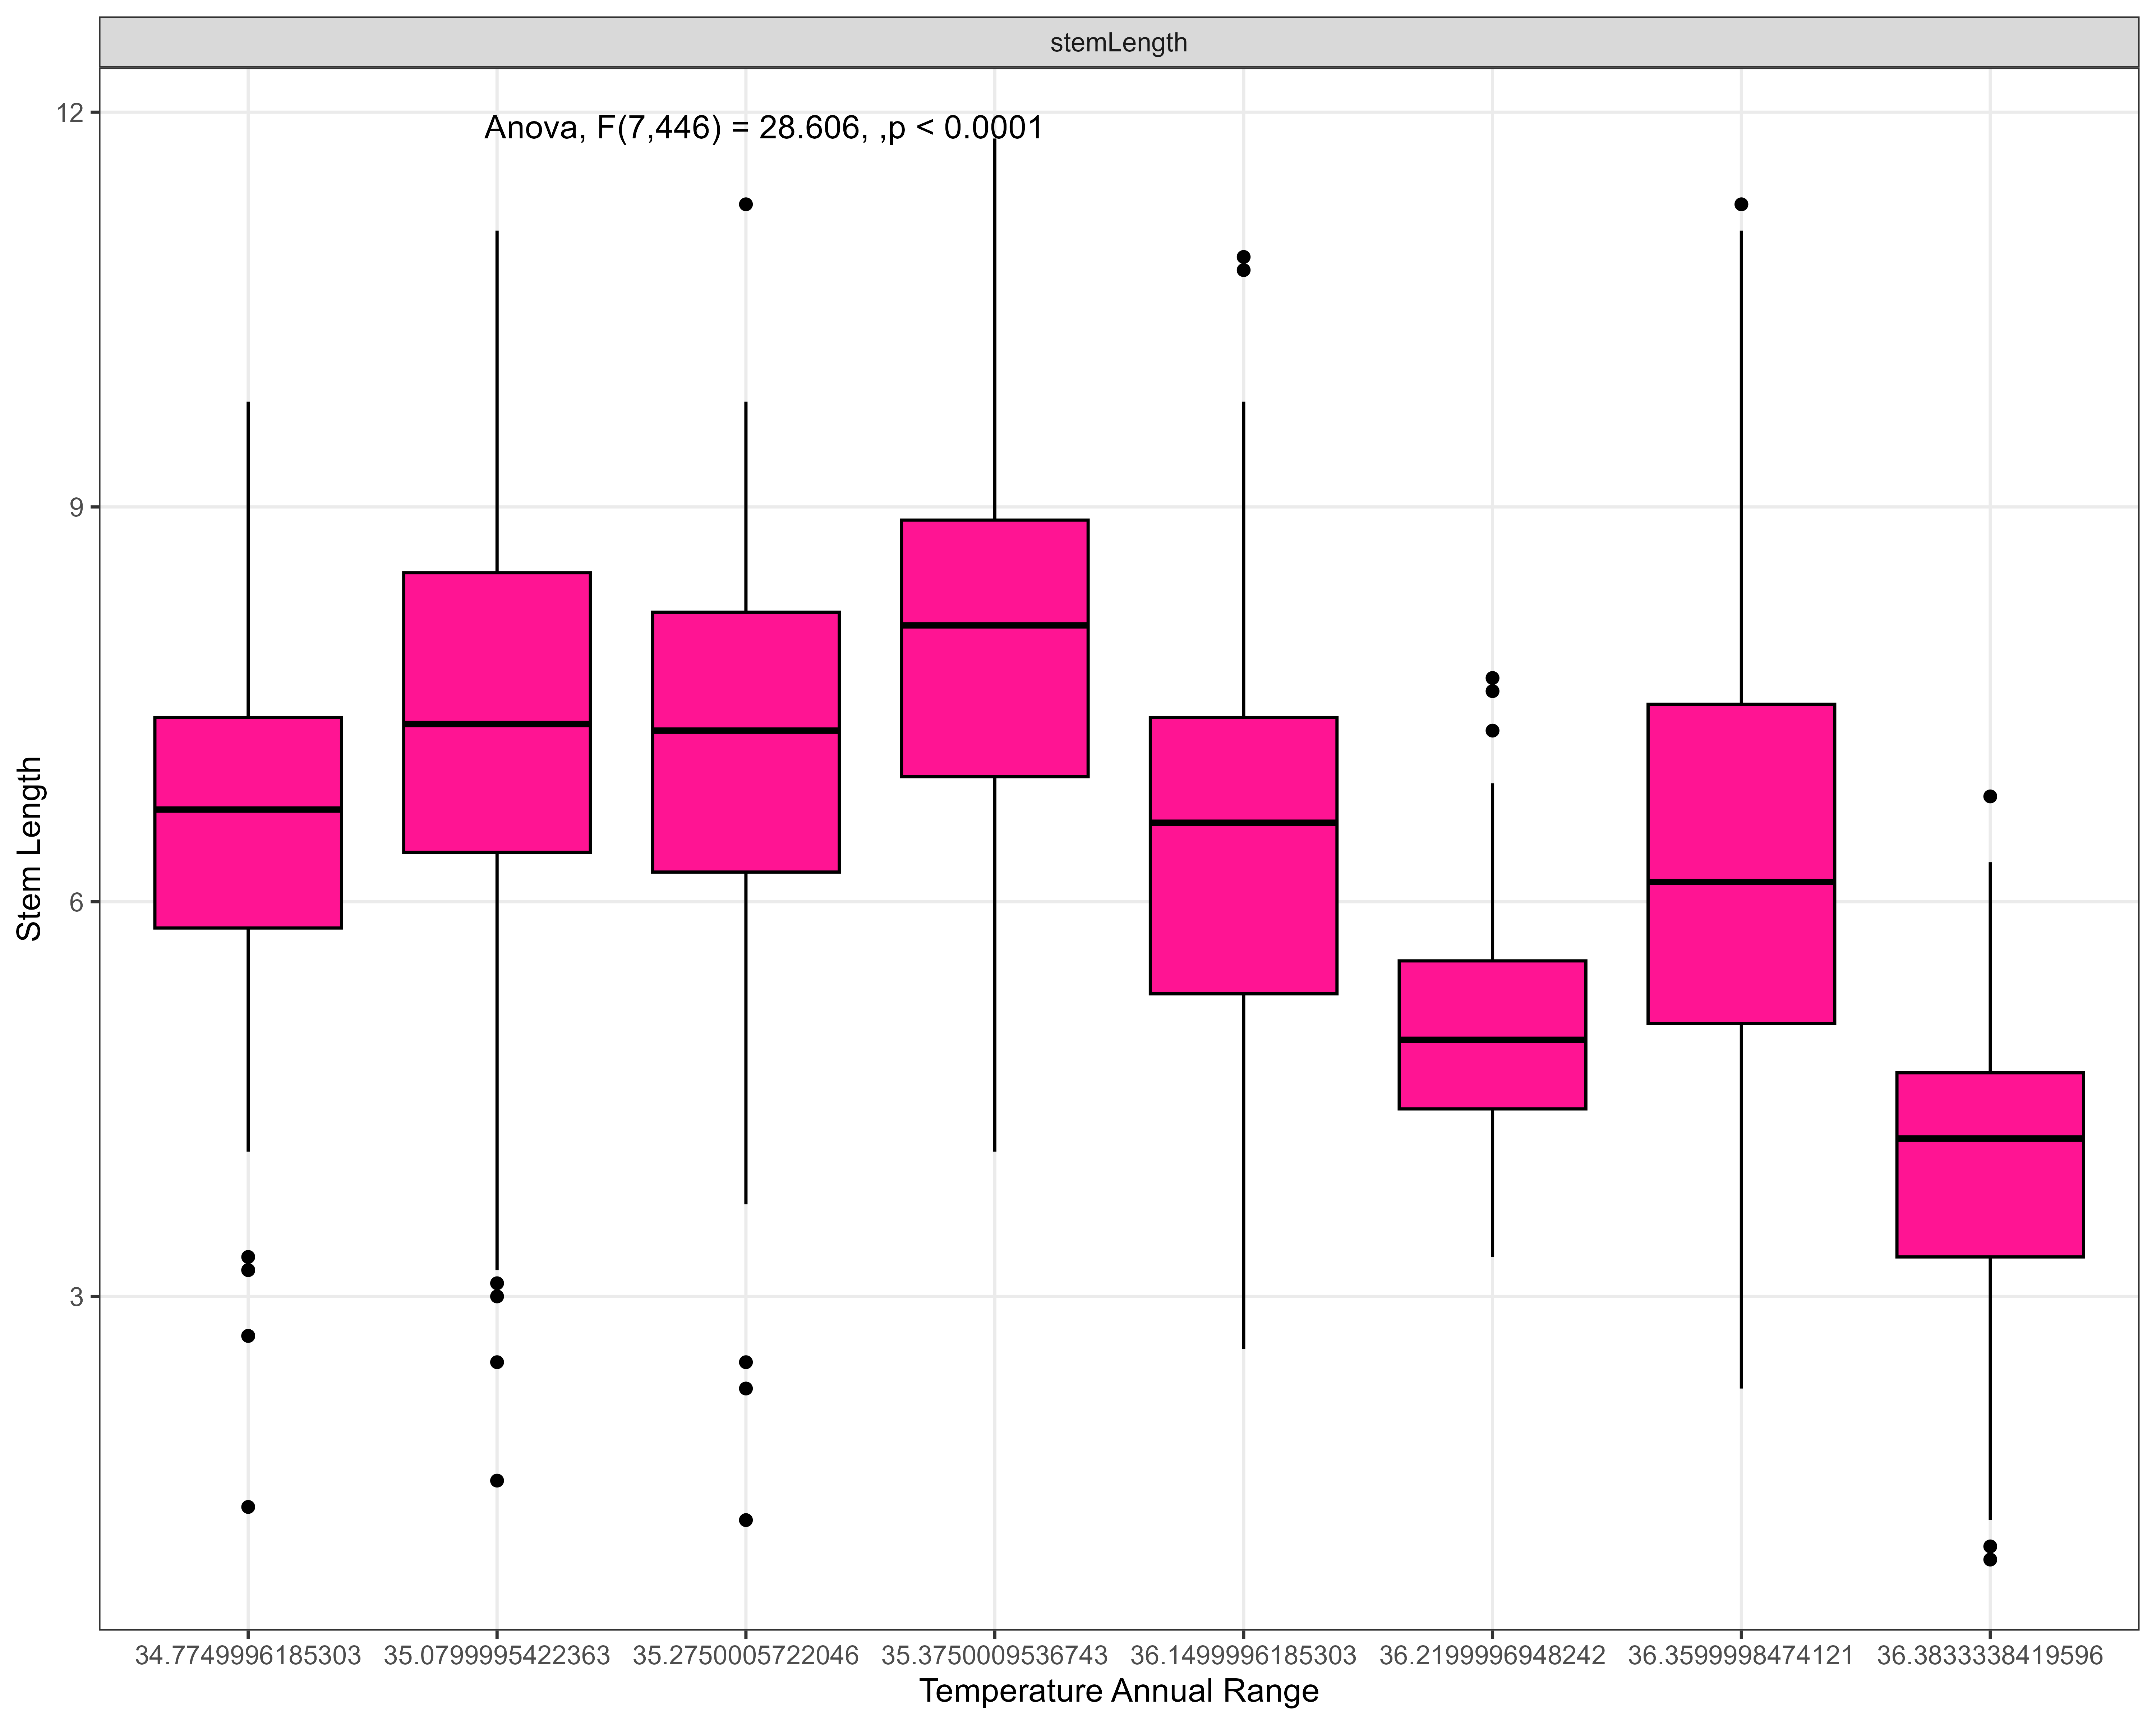 stemLength
Anova, F(7,446) = 28.606, ,p < 0.0001
12
9
6
3
Stem Length
34.7749996185303 35.0799995422363 35.2750005722046 35.3750009536743 36.1499996185303 36.2199996948242 36.3599998474121 36.3833338419596
Temperature Annual Range